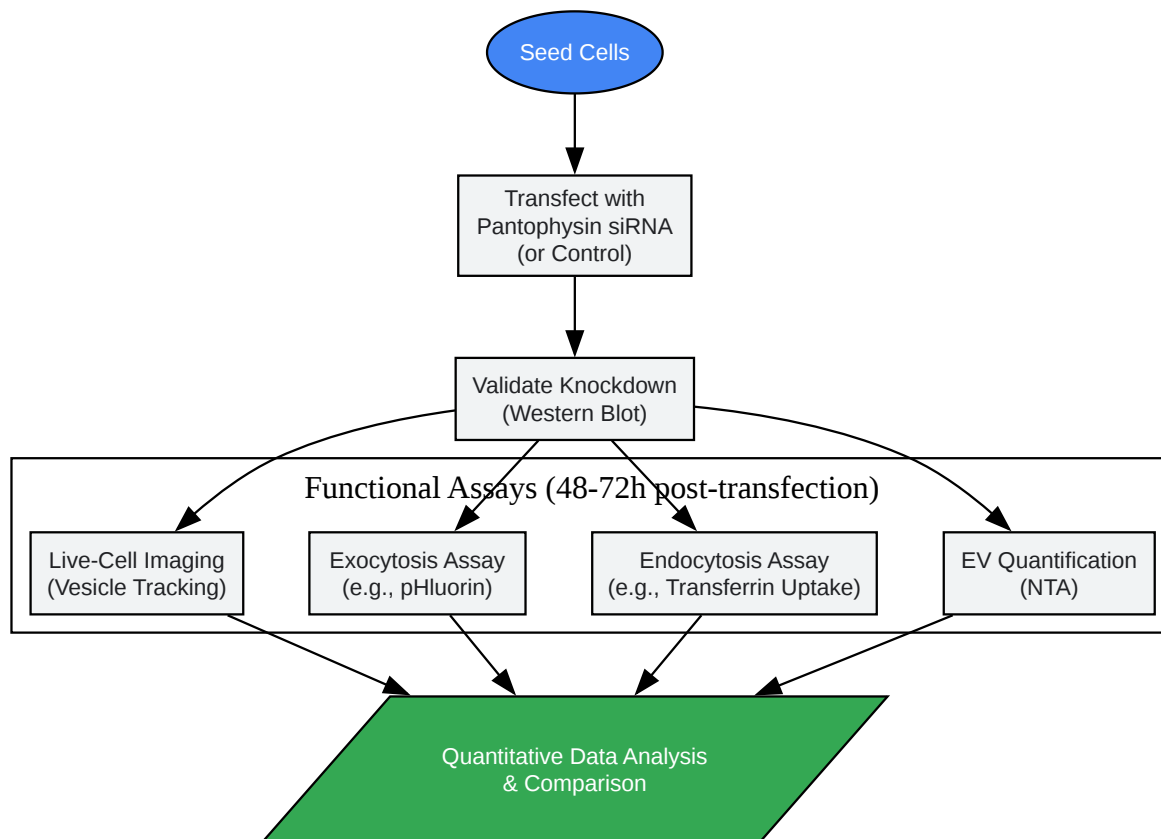 Seed Cells
Transfect with
Pantophysin siRNA
(or Control)
Validate Knockdown
(Western Blot)
Functional Assays (48-72h post-transfection)
Live-Cell Imaging
(Vesicle Tracking)
Exocytosis Assay
(e.g., pHluorin)
Endocytosis Assay
(e.g., Transferrin Uptake)
EV Quantification
(NTA)
Quantitative Data Analysis
& Comparison